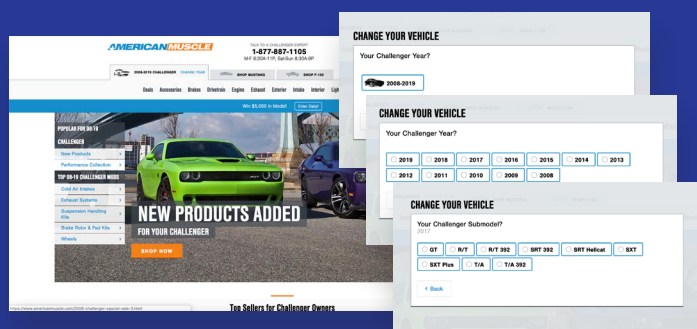 AMERICANMUSCLE
TALK TO A CHALLENGER EXPERT
1-877-887-1105
M-F 8:30A-11P, Sat-Sun 8:30A-9P
2008-2019 CHALLENGER CHANGE YEAR
SHOP MUSTANG
SHOP F-150
Deals Accessories Brakes Drivetrain Engine Exhaust Exterior Intake Interior Ligh
Win $5,000 in Mods!! Enter Daily!
POPULAR FOR 08-19
CHALLENGER
New Products
Performance Collection
TOP 08-19 CHALLENGER MODS
Cold Air Intakes
Exhaust Systems
Suspension Handling
Kits
Brake Rotor & Pad Kits
Wheels
NEW PRODUCTS ADDED
FOR YOUR CHALLENGER
SHOP NOW
Top Sellers for Challenger Owners
CHANGE YOUR VEHICLE
Your Challenger Year?
2008-2019
CHANGE YOUR VEHICLE
Your Challenger Year?
2019 2018 2017 2016 2015 2014 2013
2012 2011 2010 2009 2008
CHANGE YOUR VEHICLE
Your Challenger Submodel?
2017
GT R/T R/T 392 SRT 392 SRT Hellcat SXT
SXT Plus T/A T/A 392
< Back